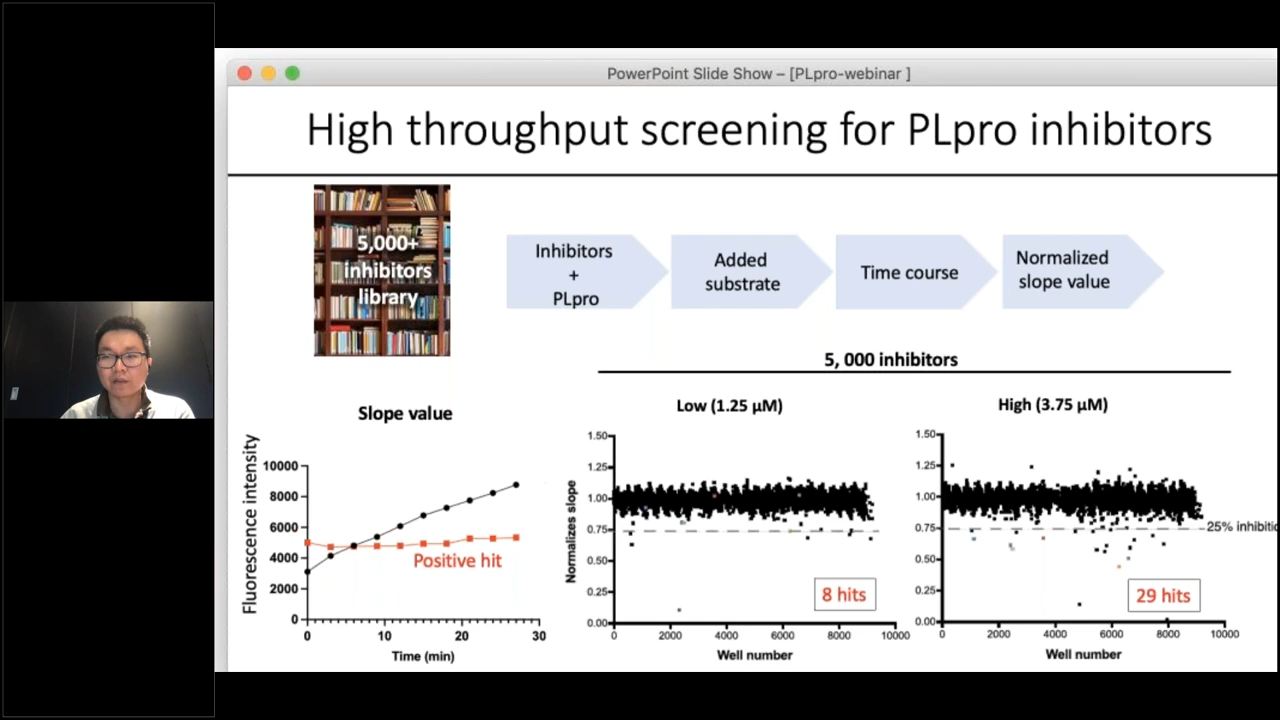 PowerPoint Slide Show – [PLpro-webinar ]
High throughput screening for PLpro inhibitors
5,000+
inhibitors
library
Inhibitors
+
PLpro
Added
substrate
Time course
Normalized
slope value
5, 000 inhibitors
Slope value
Fluorescence intensity
10000
8000
6000
4000
2000
0
Positive hit
0
10
20
30
Time (min)
Low (1.25 µM)
Normalizes slope
1.50
1.25
1.00
0.75
0.50
0.25
0.00
8 hits
0
2000
4000
6000
8000
10000
Well number
High (3.75 µM)
1.50
1.25
1.00
0.75
0.50
0.25
0.00
25% inhibitio
29 hits
0
2000
4000
6000
8000
10000
Well number